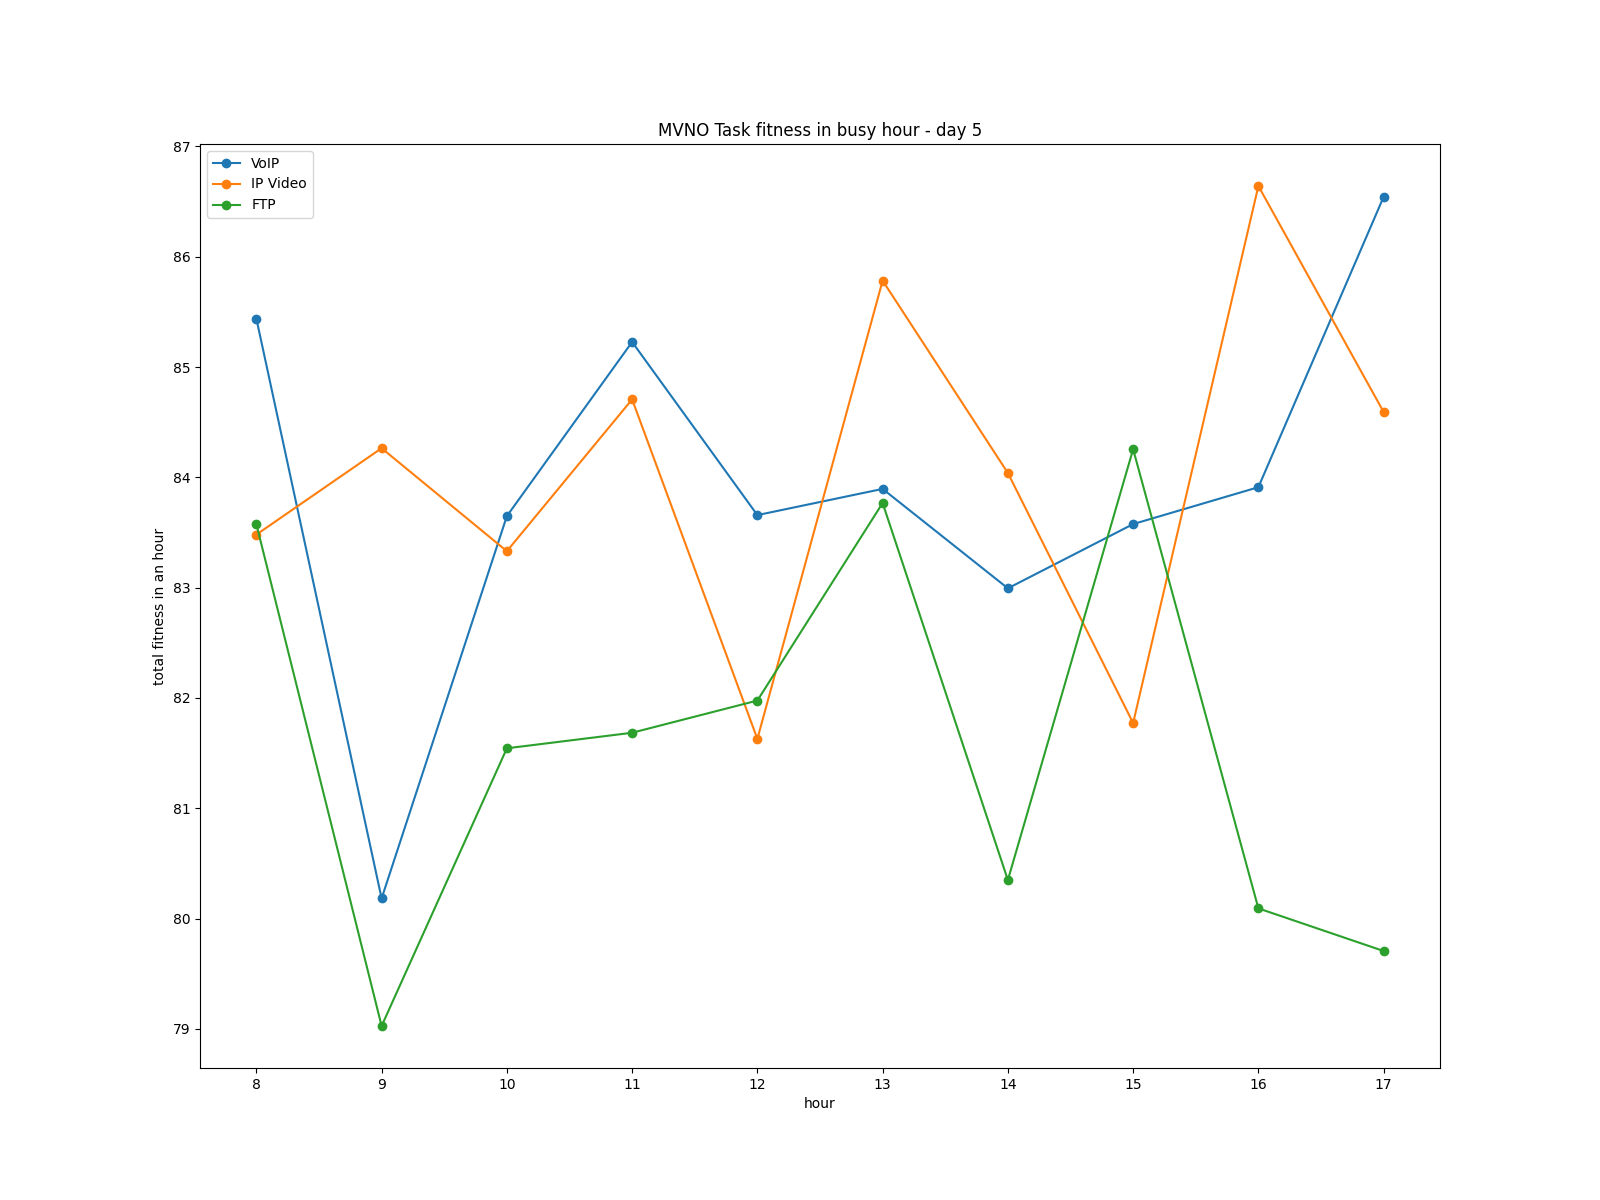 MVNO Task fitness in busy hour - day 5
VoIP
IP Video
FTP
total fitness in an hour
87
86
85
84
83
82
81
80
79
8 9 10 11 12 13 14 15 16 17
hour